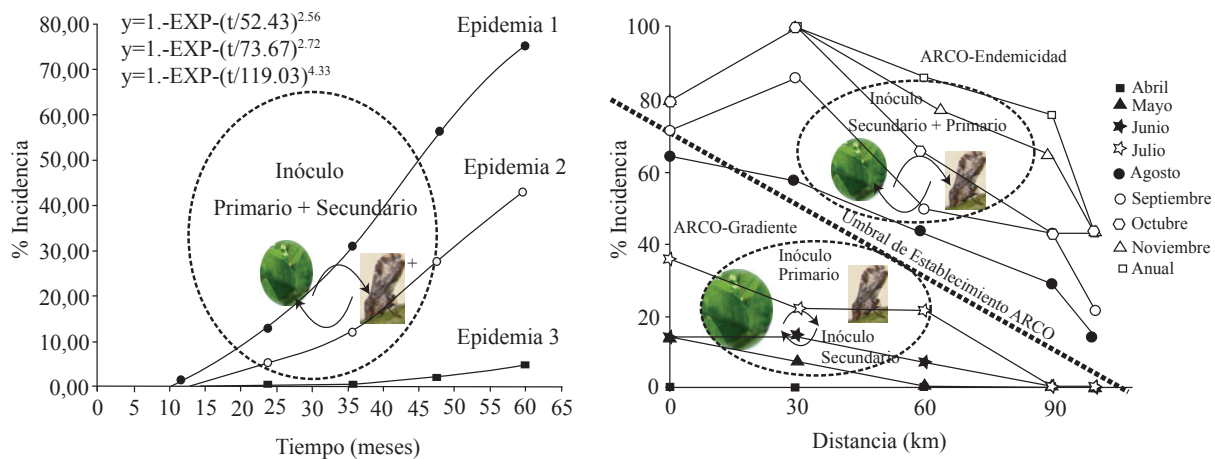 y=1.-EXP-(t/52.43)2.56
y=1.-EXP-(t/73.67)2.72
y=1.-EXP-(t/119.03)4.33
% Incidencia
80,00
70,00
60,00
50,00
40,00
30,00
20,00
10,00
0,00
Epidemia 1
Epidemia 2
Epidemia 3
Inóculo
Primario + Secundario
+
0 5 10 15 20 25 30 35 40 45 50 55 60 65
Tiempo (meses)
% Incidencia
100
80
60
40
20
0
ARCO-Endemicidad
Inóculo
Secundario + Primario
Umbral de Establecimiento ARCO
ARCO-Gradiente
Inóculo
Primario
Inóculo
Secundario
0 30 60 90
Distancia (km)
Abril
Mayo
Junio
Julio
Agosto
Septiembre
Octubre
Noviembre
Anual